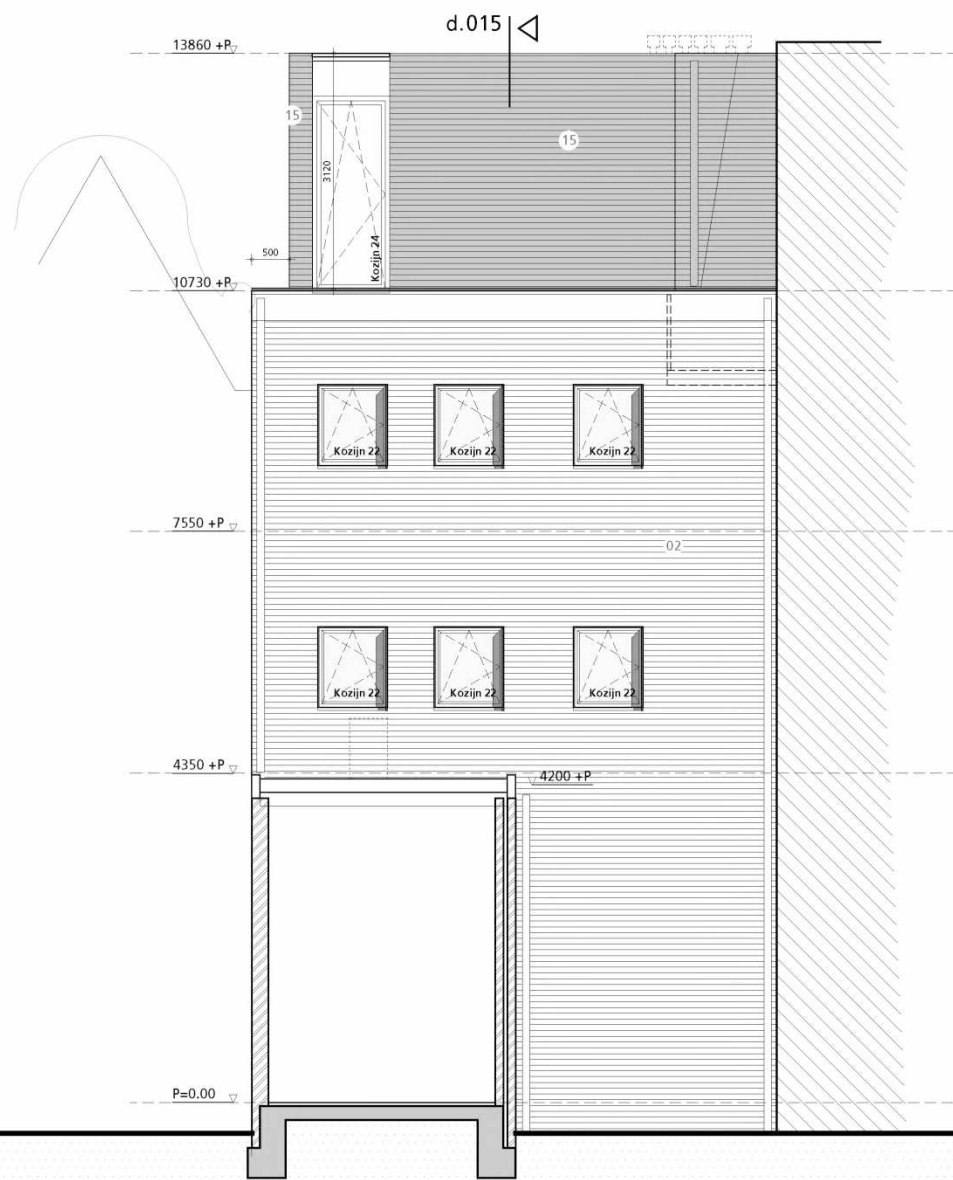 d.015
13860 +P
15
15
3120
Kozijn 24
500
10730 +P
Kozijn 22
Kozijn 22
Kozijn 22
7550 +P
02
Kozijn 22
Kozijn 22
Kozijn 22
4350 +P
4200 +P
P=0.00